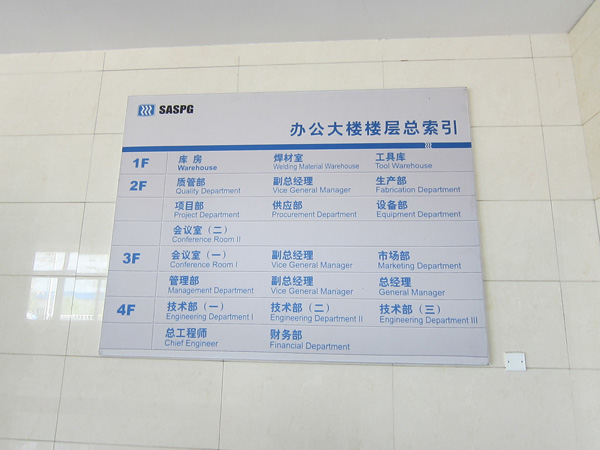 SASPG
办公大楼楼层总索引
1F 库 房 焊材室 工具库
Warehouse Welding Material Warehouse Tool Warehouse
2F 质管部 副总经理 生产部
Quality Department Vice General Manager Fabrication Department
项目部 供应部 设备部
Project Department Procurement Department Equipment Department
会议室（二）
Conference Room II
3F 会议室（一） 副总经理 市场部
Conference Room I Vice General Manager Marketing Department
管理部 副总经理 总经理
Management Department Vice General Manager General Manager
4F 技术部（一） 技术部（二） 技术部（三）
Engineering Department I Engineering Department II Engineering Department III
总工程师 财务部
Chief Engineer Financial Department